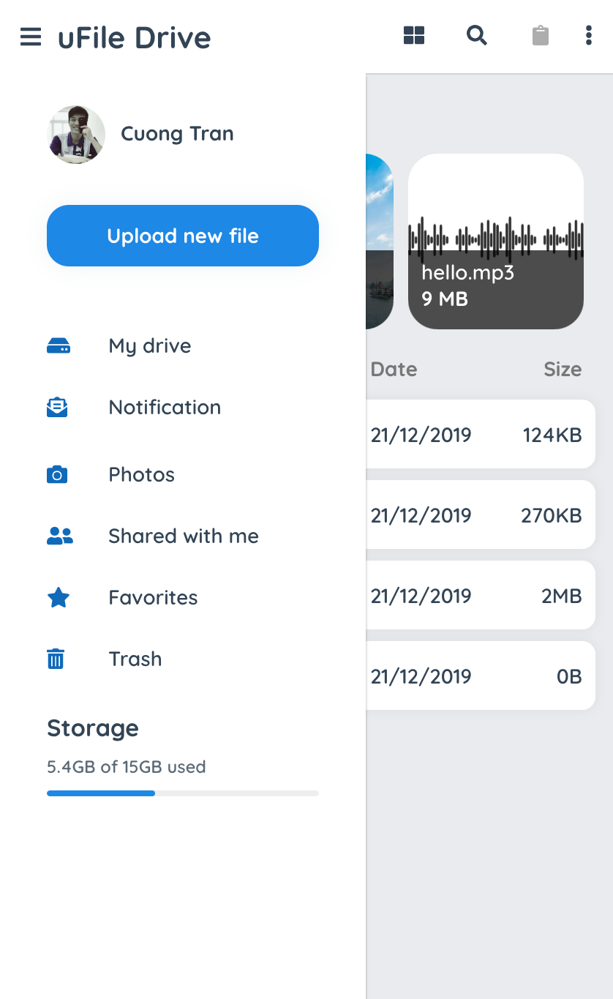 uFile Drive
Cuong Tran
Upload new file
My drive
Notification
Photos
Shared with me
Favorites
Trash
Storage
5.4GB of 15GB used
hello.mp3
9 MB
Date Size
21/12/2019 124KB
21/12/2019 270KB
21/12/2019 2MB
21/12/2019 0B